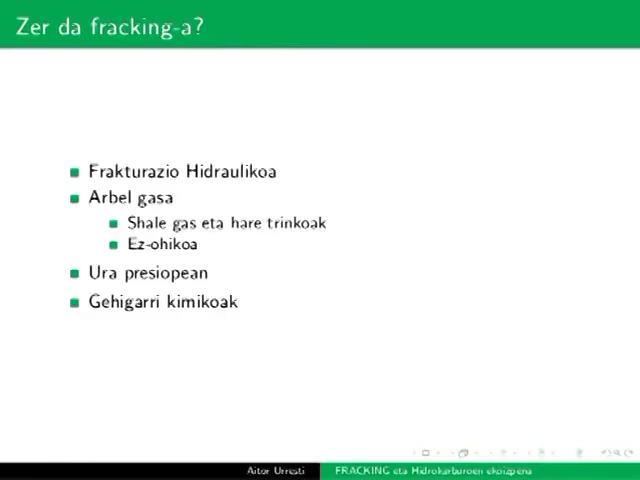 Zer da fracking-a?
Frakturazio Hidraulikoa
Arbel gasa
Shale gas eta hare trinkoak
Ez-ohikoa
Ura presiopean
Gehigarri kimikoak
Aitor Urresti FRACKING eta Hidrokarburoen ekoizpena